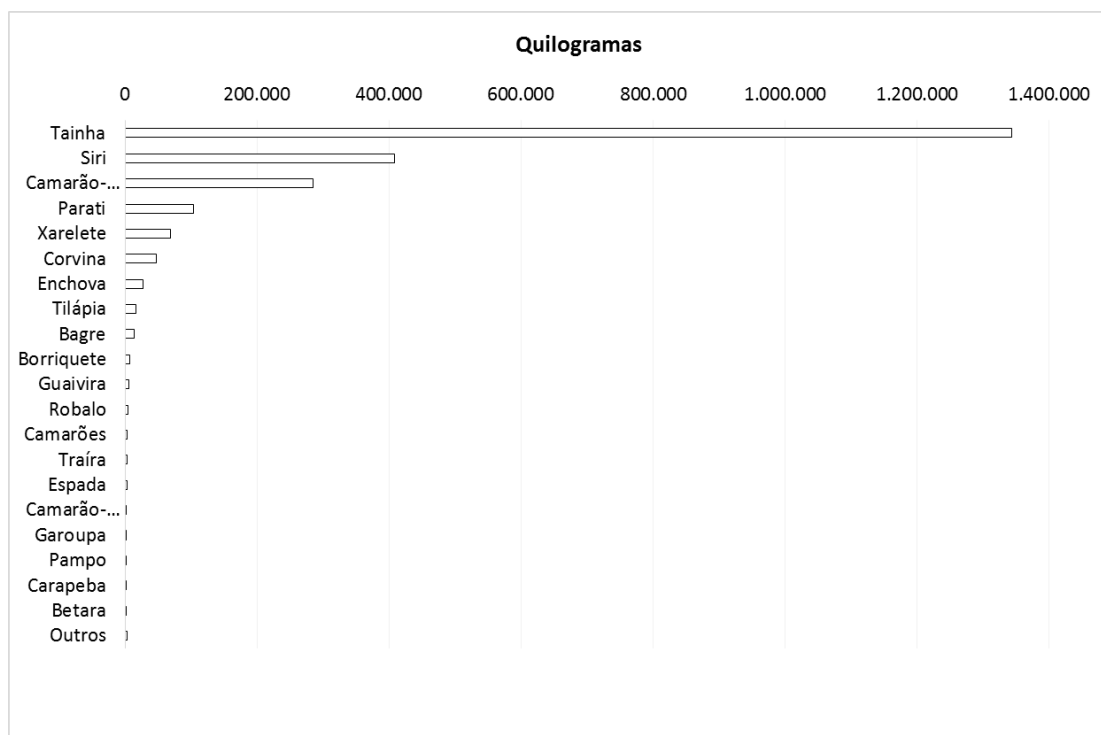 Quilogramas
0 200.000 400.000 600.000 800.000 1.000.000 1.200.000 1.400.000
Tainha
Siri
Camarão-...
Parati
Xarelete
Corvina
Enchova
Tilápia
Bagre
Borriquete
Guaivira
Robalo
Camarões
Traíra
Espada
Camarão-...
Garoupa
Pampo
Carapeba
Betara
Outros